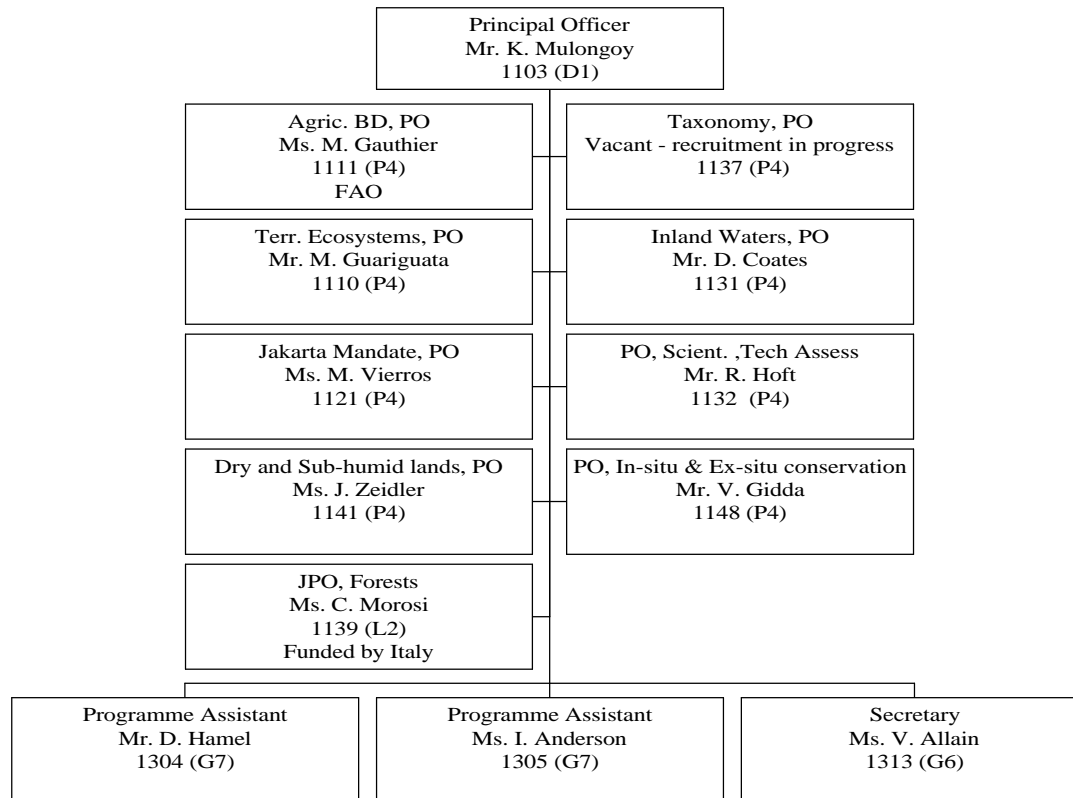 Principal Officer
Mr. K. Mulongoy
1103 (D1)
Agric. BD, PO
Ms. M. Gauthier
1111 (P4)
FAO
Taxonomy, PO
Vacant - recruitment in progress
1137 (P4)
Terr. Ecosystems, PO
Mr. M. Guariguata
1110 (P4)
Inland Waters, PO
Mr. D. Coates
1131 (P4)
Jakarta Mandate, PO
Ms. M. Vierros
1121 (P4)
PO, Scient. ,Tech Assess
Mr. R. Hoft
1132 (P4)
Dry and Sub-humid lands, PO
Ms. J. Zeidler
1141 (P4)
PO, In-situ & Ex-situ conservation
Mr. V. Gidda
1148 (P4)
JPO, Forests
Ms. C. Morosi
1139 (L2)
Funded by Italy
Programme Assistant
Mr. D. Hamel
1304 (G7)
Programme Assistant
Ms. I. Anderson
1305 (G7)
Secretary
Ms. V. Allain
1313 (G6)